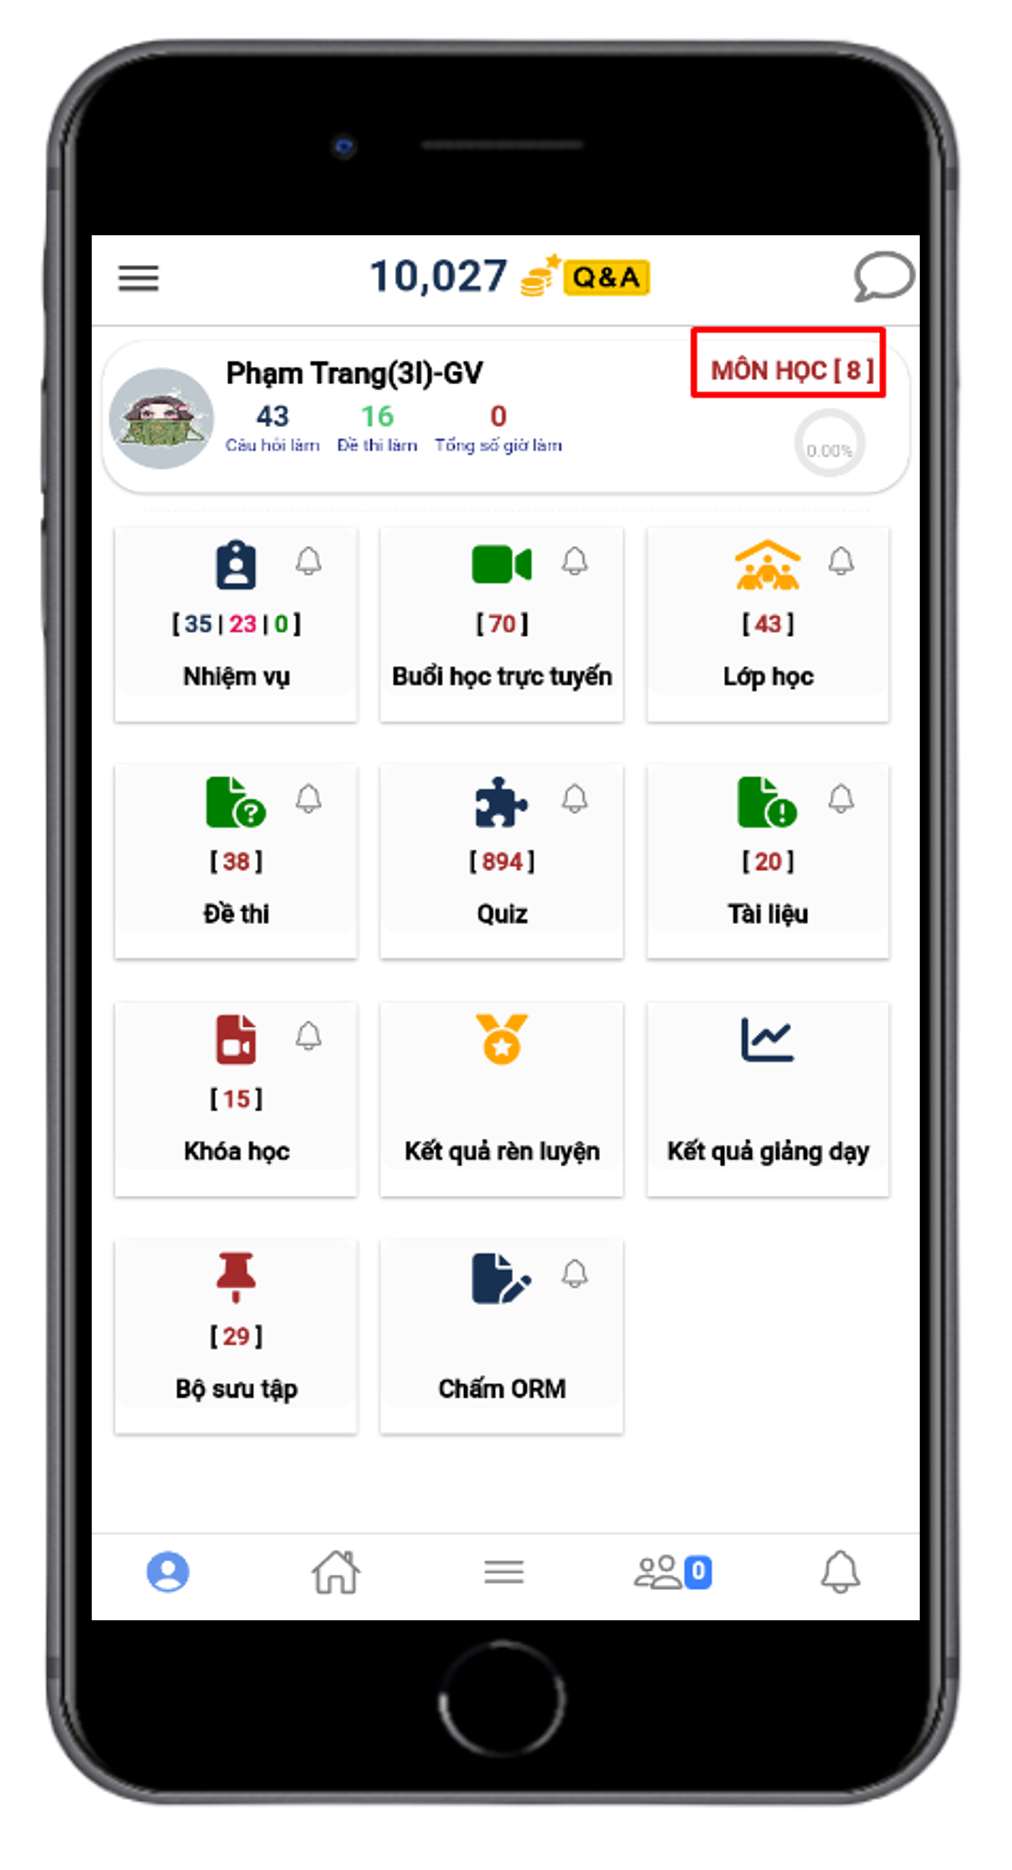 10,027 Q&A
Phạm Trang(3I)-GV
MÔN HỌC [ 8 ]
43 16 0
Câu hỏi làm Đề thi làm Tổng số giờ làm
0.00%
[ 35 | 23 | 0 ] [ 70 ] [ 43 ]
Nhiệm vụ Buổi học trực tuyến Lớp học
[ 38 ] [ 894 ] [ 20 ]
Đề thi Quiz Tài liệu
[ 15 ]
Khóa học Kết quả rèn luyện Kết quả giảng dạy
[ 29 ]
Bộ sưu tập Chấm ORM
0